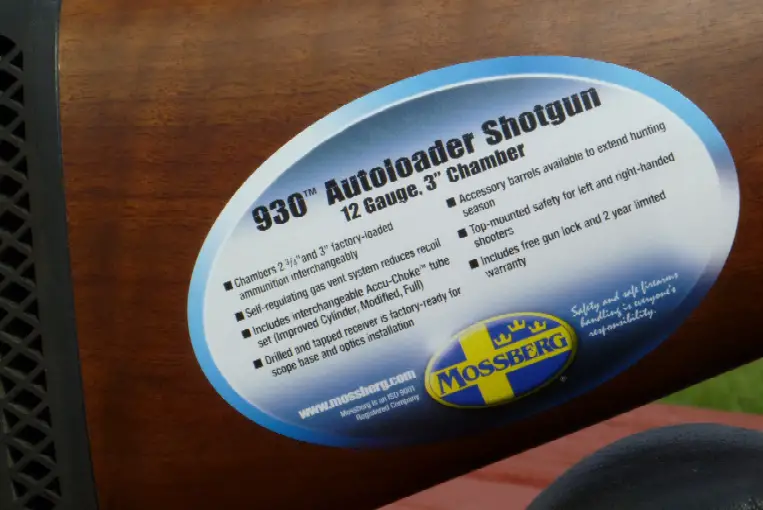 930™ Autoloader Shotgun
12 Gauge, 3" Chamber
■ Chambers 2 3/4" and 3" factory-loaded
ammunition interchangeably
■ Self-regulating gas vent system reduces recoil
■ Includes interchangeable Accu-Choke™ tube
set (Improved Cylinder, Modified, Full)
■ Drilled and tapped receiver is factory-ready for
scope base and optics installation
■ Accessory barrels available to extend hunting
season
■ Top-mounted safety for left and right-handed
shooters
■ Includes free gun lock and 2 year limited
warranty
www.mossberg.com
Mossberg is an ISO 9001
Registered Company
MOSSBERG
®
Safety and safe firearms
handling is everyone's
responsibility.